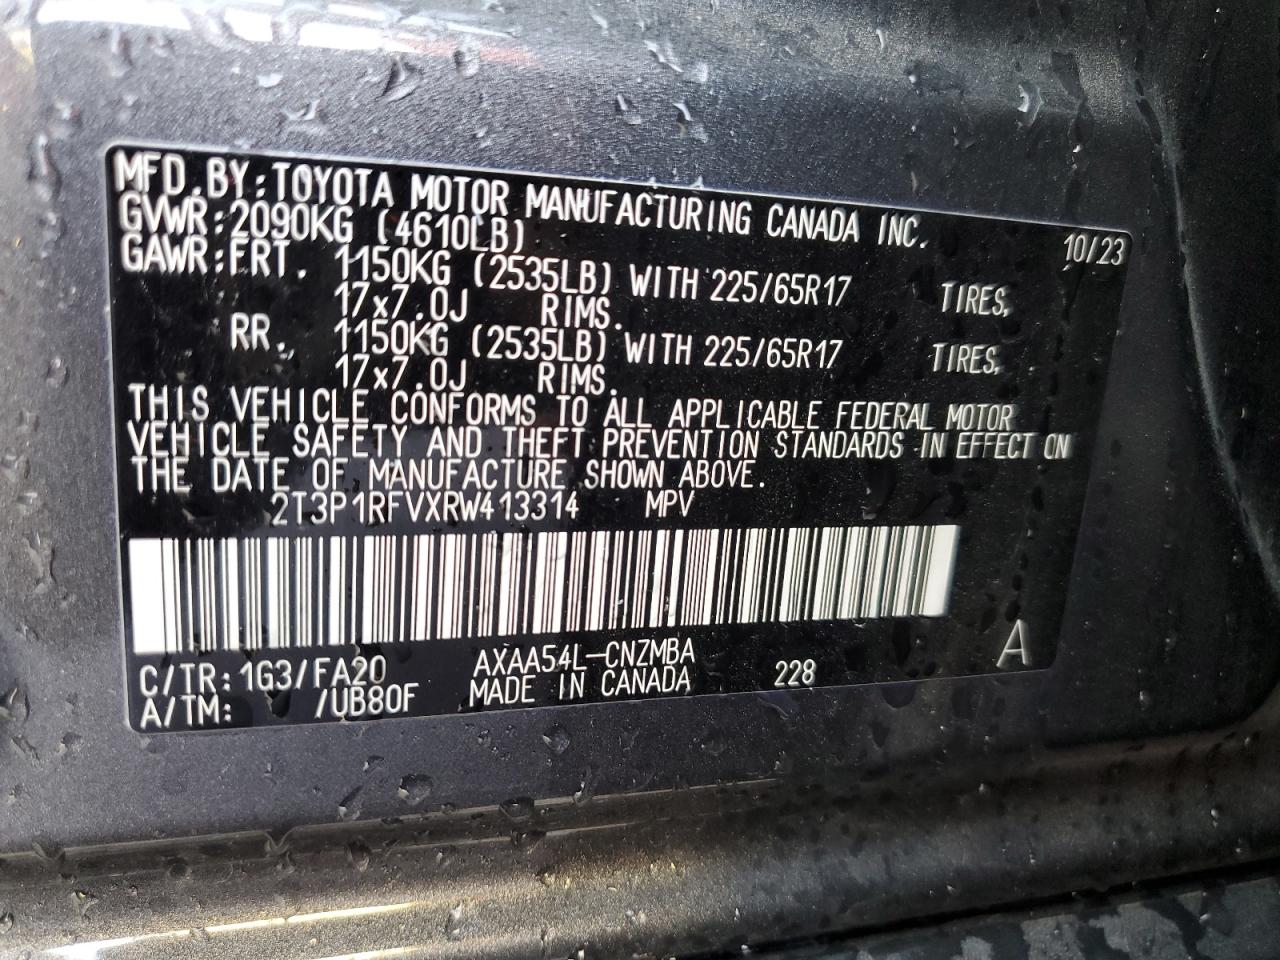 MFD.BY:TOYOTA MOTOR MANUFACTURING CANADA INC. 10/23
GVWR:2090KG (4610LB)
GAWR:FRT. 1150KG (2535LB) WITH 225/65R17 TIRES,
17x7.0J RIMS.
RR. 1150KG (2535LB) WITH 225/65R17 TIRES,
17x7.0J RIMS.
THIS VEHICLE CONFORMS TO ALL APPLICABLE FEDERAL MOTOR
VEHICLE SAFETY AND THEFT PREVENTION STANDARDS IN EFFECT ON
THE DATE OF MANUFACTURE SHOWN ABOVE.
2T3P1RFVXRW413314 MPV
C/TR:1G3/FA20 AXAA54L-CNZMBA 228 A
A/TM: /UB80F MADE IN CANADA